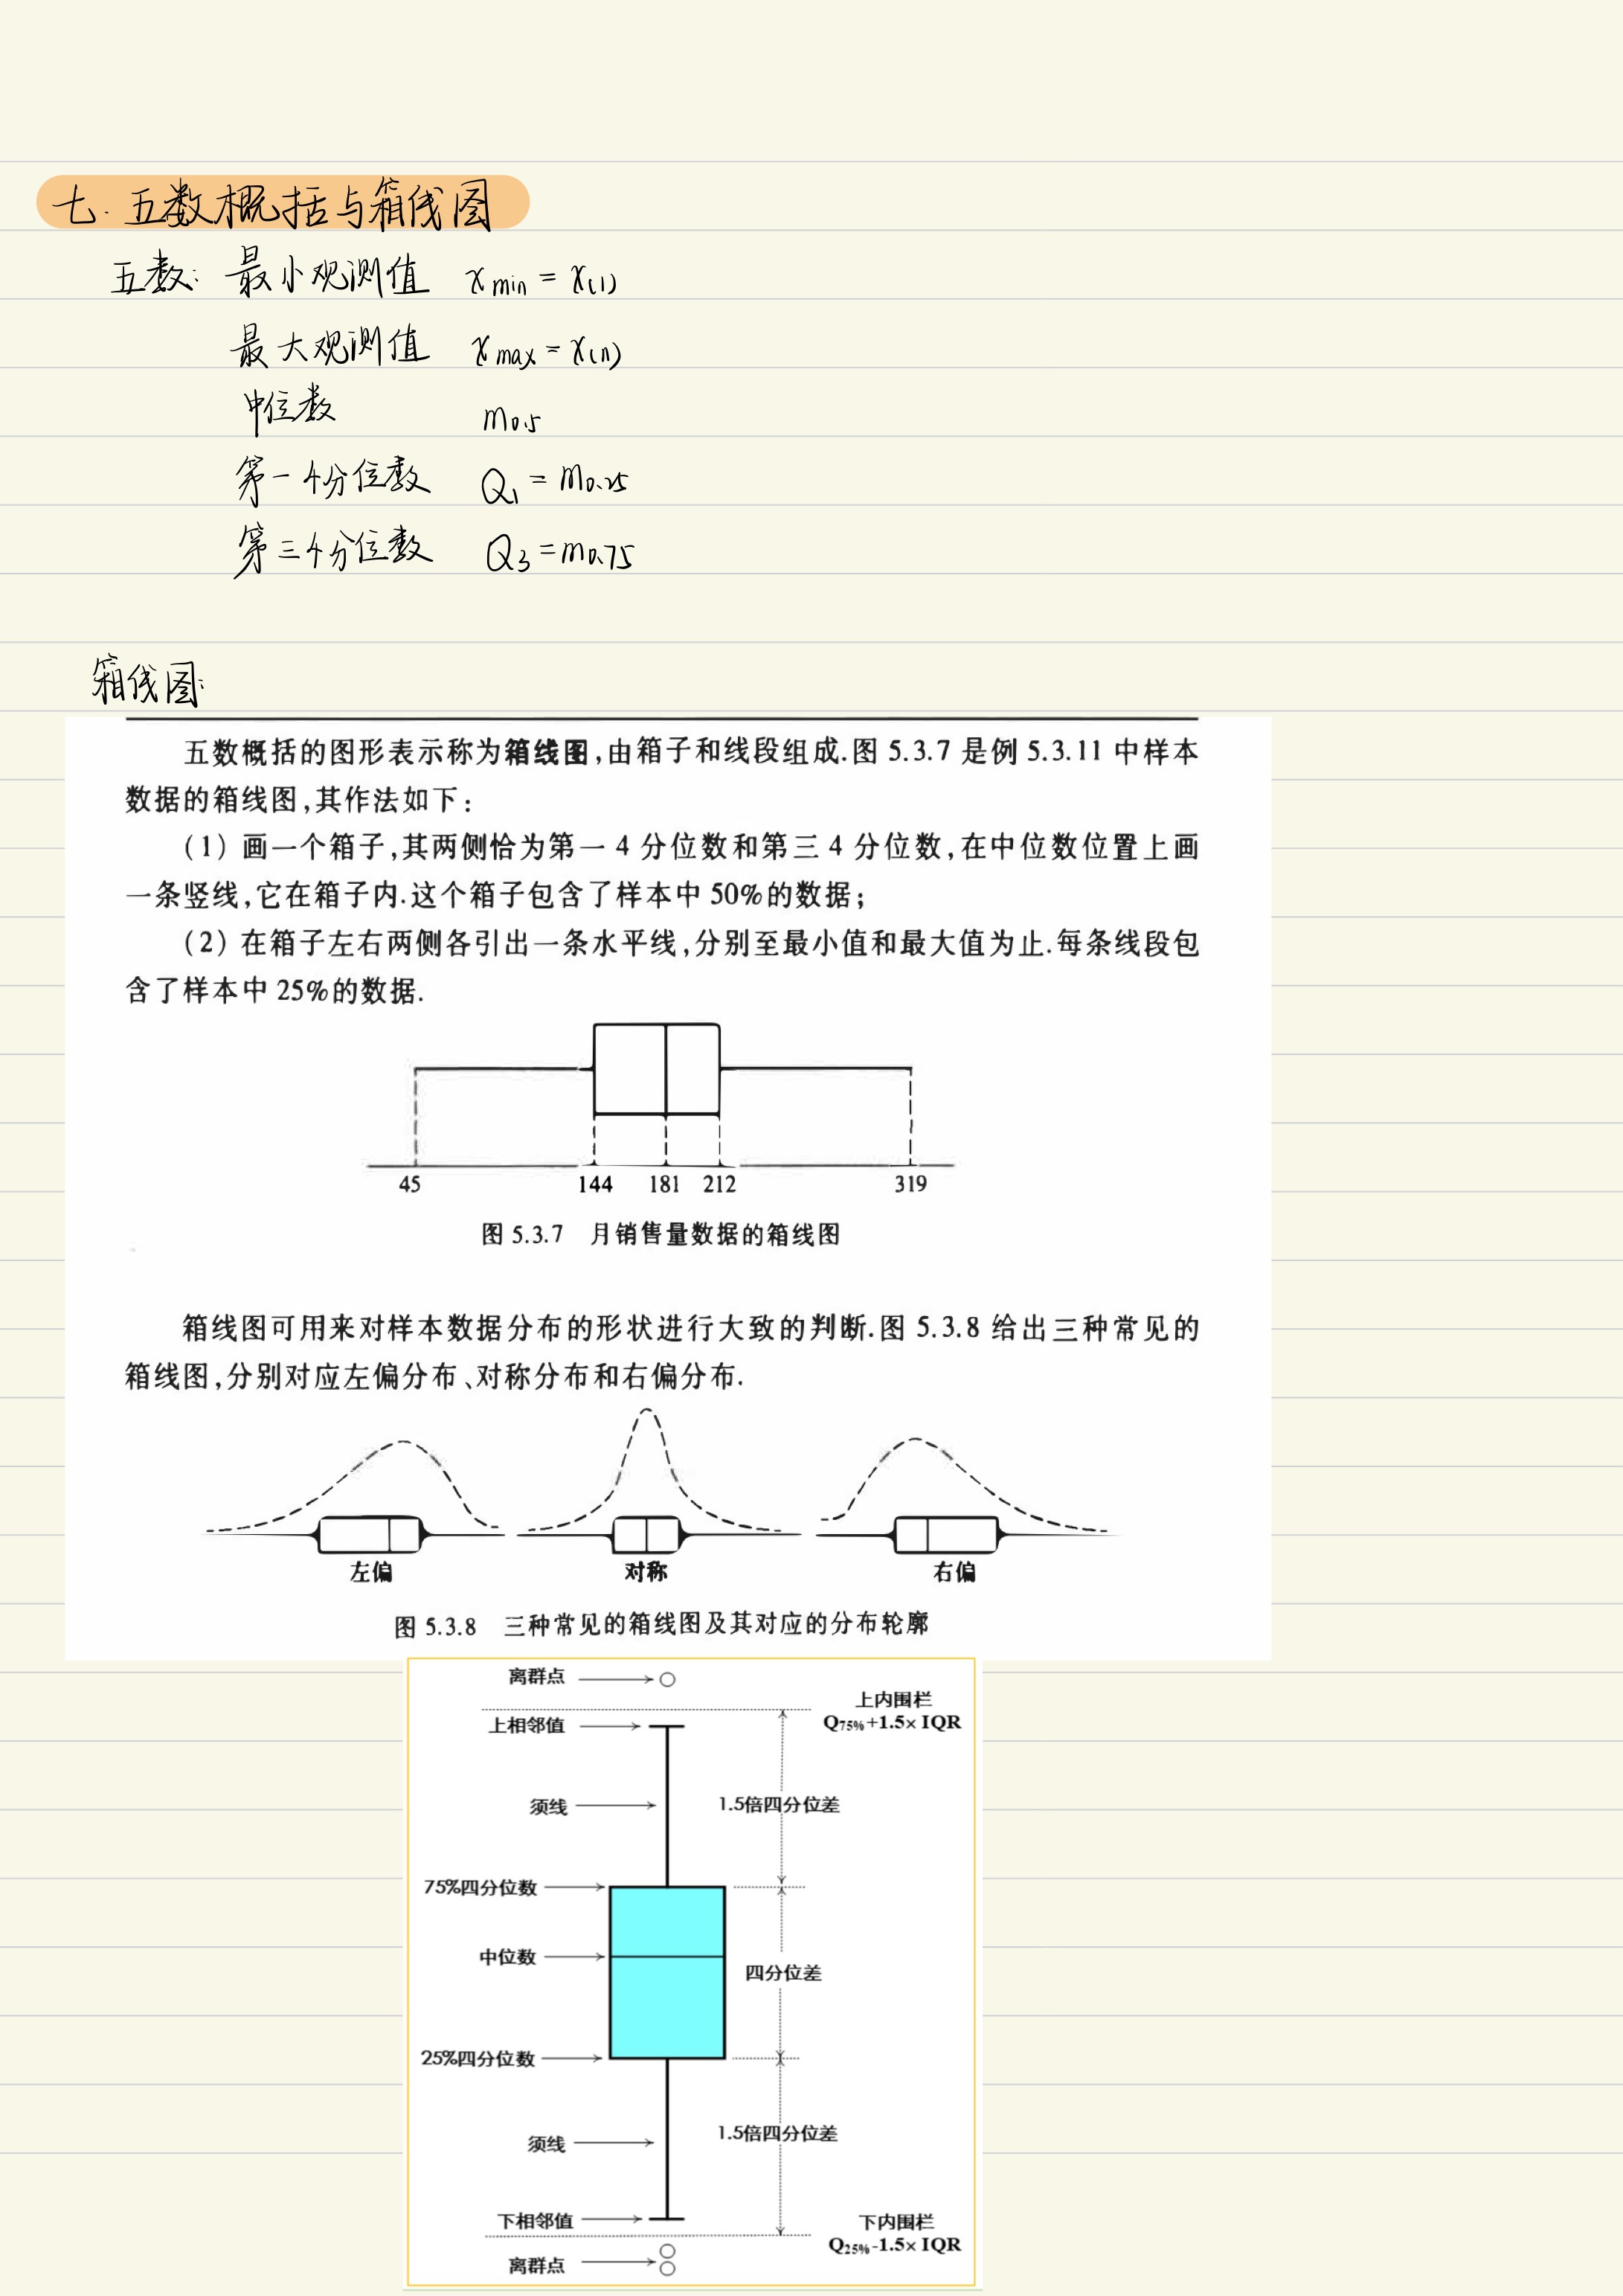 七. 五数概括与箱线图
五数: 最小观测值 x min = x(1)
最大观测值 x max = x(n)
中位数 m0.5
第一4分位数 Q1 = m0.25
第三4分位数 Q3 = m0.75
箱线图:
五数概括的图形表示称为箱线图,由箱子和线段组成.图 5.3.7 是例 5.3.11 中样本
数据的箱线图,其作法如下:
(1) 画一个箱子,其两侧恰为第一 4 分位数和第三 4 分位数,在中位数位置上画
一条竖线,它在箱子内.这个箱子包含了样本中 50%的数据;
(2) 在箱子左右两侧各引出一条水平线,分别至最小值和最大值为止.每条线段包
含了样本中 25%的数据.
45 144 181 212 319
图 5.3.7 月销售量数据的箱线图
箱线图可用来对样本数据分布的形状进行大致的判断.图 5.3.8 给出三种常见的
箱线图,分别对应左偏分布、对称分布和右偏分布.
左偏 对称 右偏
图 5.3.8 三种常见的箱线图及其对应的分布轮廓
离群点
上内围栏
Q75%+1.5× IQR
上相邻值
须线 1.5倍四分位差
75%四分位数
中位数
四分位差
25%四分位数
须线 1.5倍四分位差
下相邻值 下内围栏
Q25%-1.5× IQR
离群点